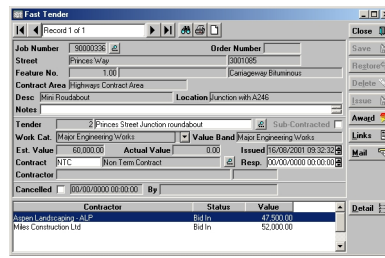 Fast Tender
Record 1 of 1
Close
Job Number 90000336 Order Number
Save
Street Princes Way 3001085
Restore
Feature No. 1.00 Carriageway Bituminous
Contract Area Highways Contract Area
Delete
Desc Mini Roudabout Location Junction with A246
Issue
Notes
Award
Tender 2 Princes Street Junction roundabout Sub-Contracted
Work Cat. Major Engineering Works Value Band Major Engineering Works
Links
Est. Value 60,000.00 Actual Value 0.00 Issued 16/08/2001 09:32:32
Mail
Contract NTC Non Term Contract Resp. 00/00/0000 00:00:00
Contractor
Cancelled 00/00/0000 00:00:00 By
Contractor Status Value
Detail
Aspen Landscaping - ALP Bid In 47,500.00
Miles Construction Ltd Bid In 52,000.00